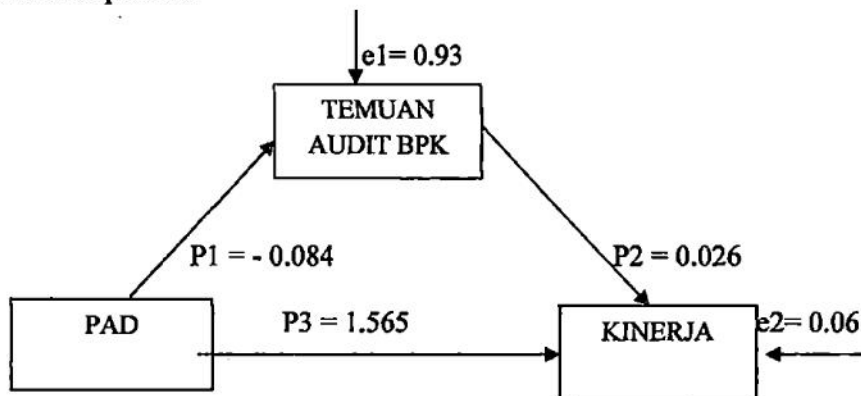 e1= 0.93
TEMUAN
AUDIT BPK
P1 = - 0.084
P2 = 0.026
PAD
P3 = 1.565
KINERJA
e2= 0.06